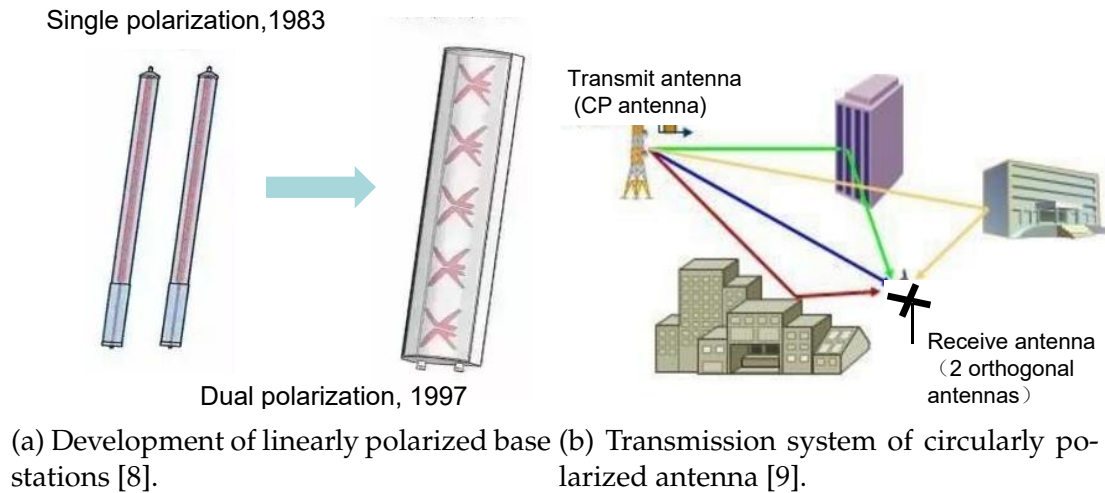 Single polarization,1983
Dual polarization, 1997
Transmit antenna
(CP antenna)
Receive antenna
（2 orthogonal
antennas）
(a) Development of linearly polarized base
stations [8].
(b) Transmission system of circularly po-
larized antenna [9].